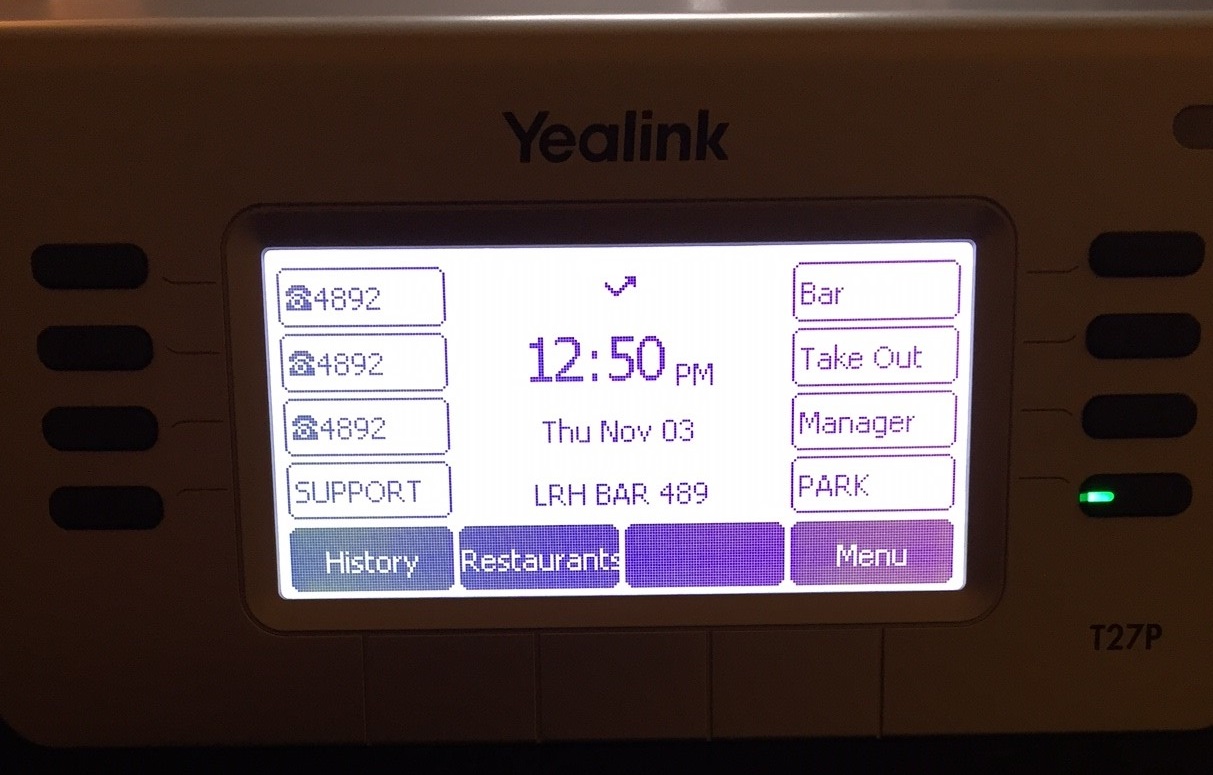 Yealink
☎4892
12:50 PM
Bar
☎4892
Take Out
☎4892
Thu Nov 03
Manager
SUPPORT
LRH BAR 489
PARK
History
Restaurants
Menu
T27P